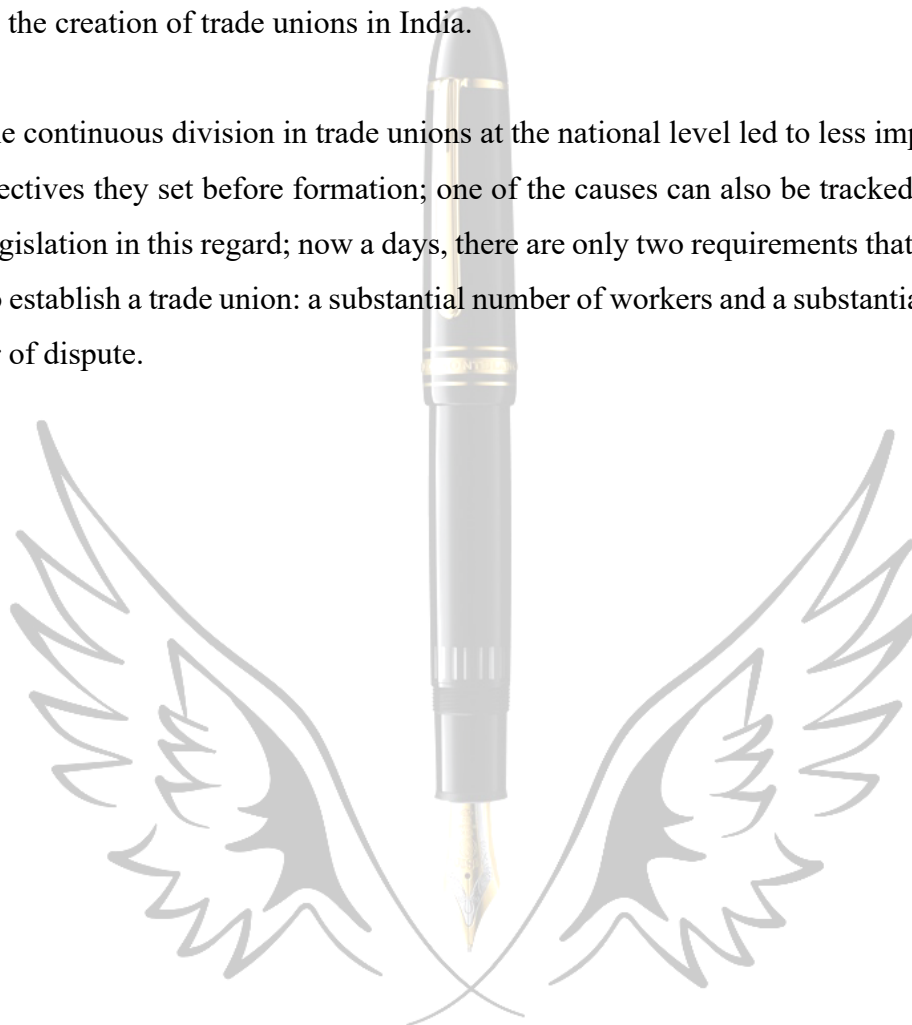 the creation of trade unions in India.
e continuous division in trade unions at the national level led to less imp
ectives they set before formation; one of the causes can also be tracked
gislation in this regard; now a days, there are only two requirements that
establish a trade union: a substantial number of workers and a substantia
of dispute.